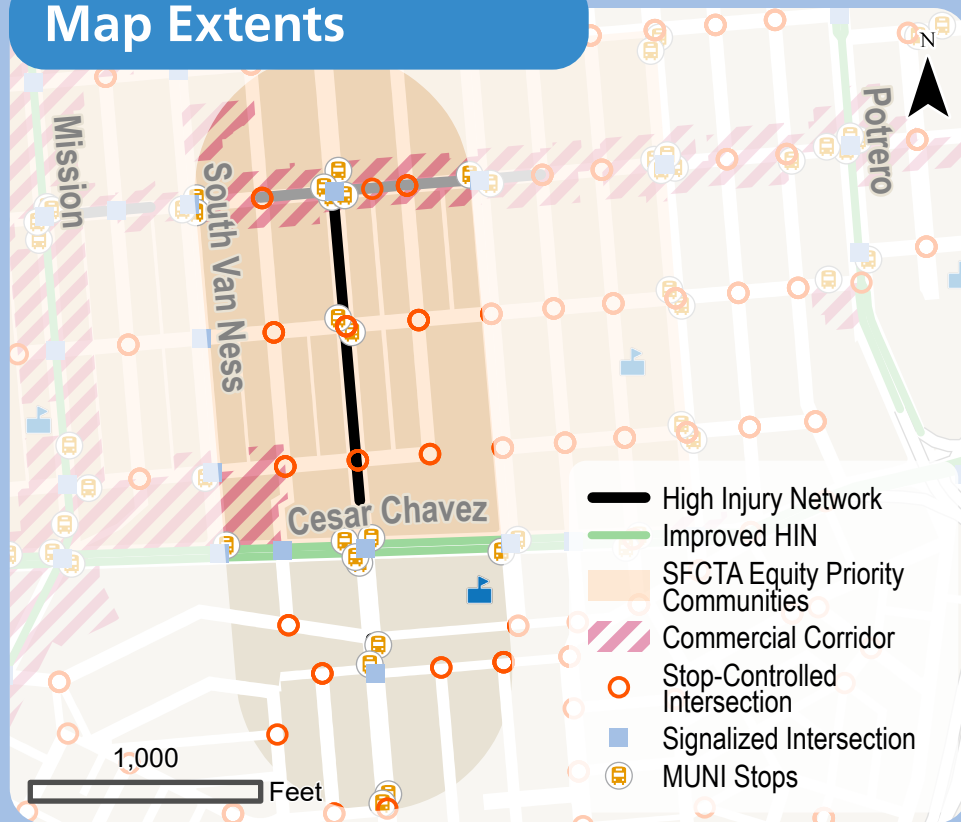 Map Extents
N
Mission
South Van Ness
Potrero
Cesar Chavez
High Injury Network
Improved HIN
SFCTA Equity Priority
Communities
Commercial Corridor
Stop-Controlled
Intersection
Signalized Intersection
MUNI Stops
1,000
Feet